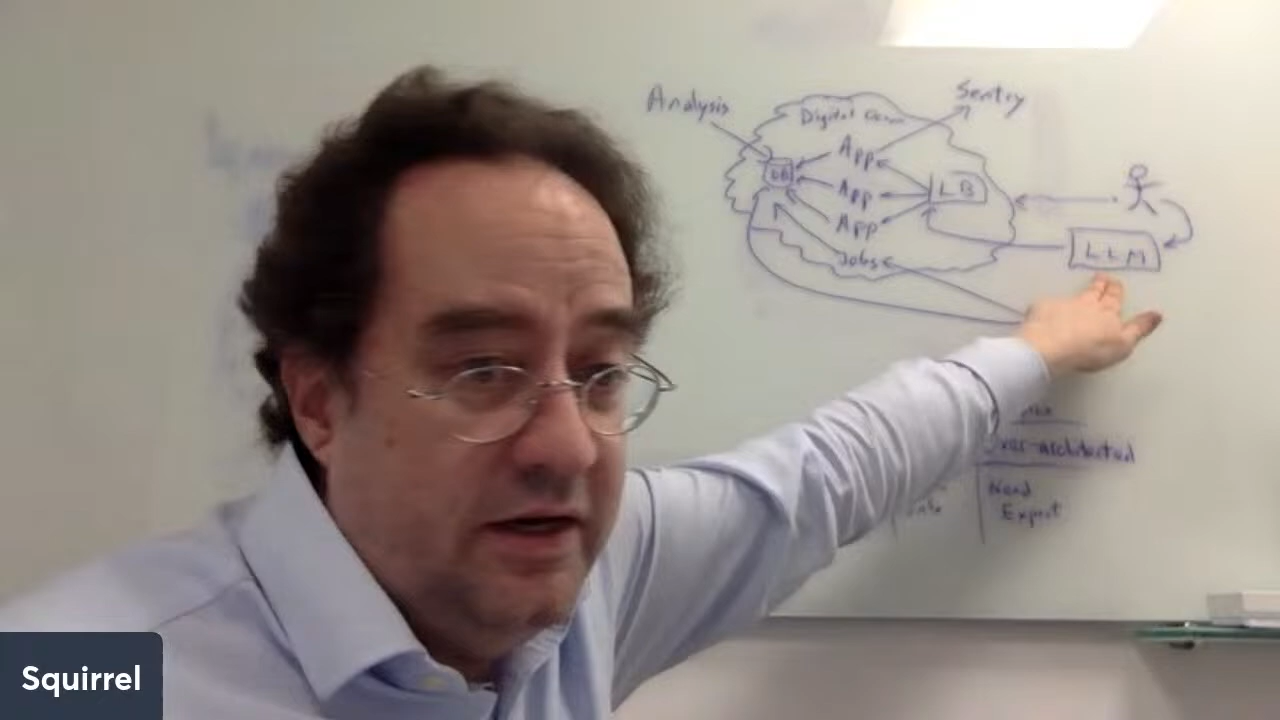 Analysis
Sentry
Digital Ocean
App
DB
LB
App
App
LLM
Jobs
Over-architected
Need
Expert
Squirrel